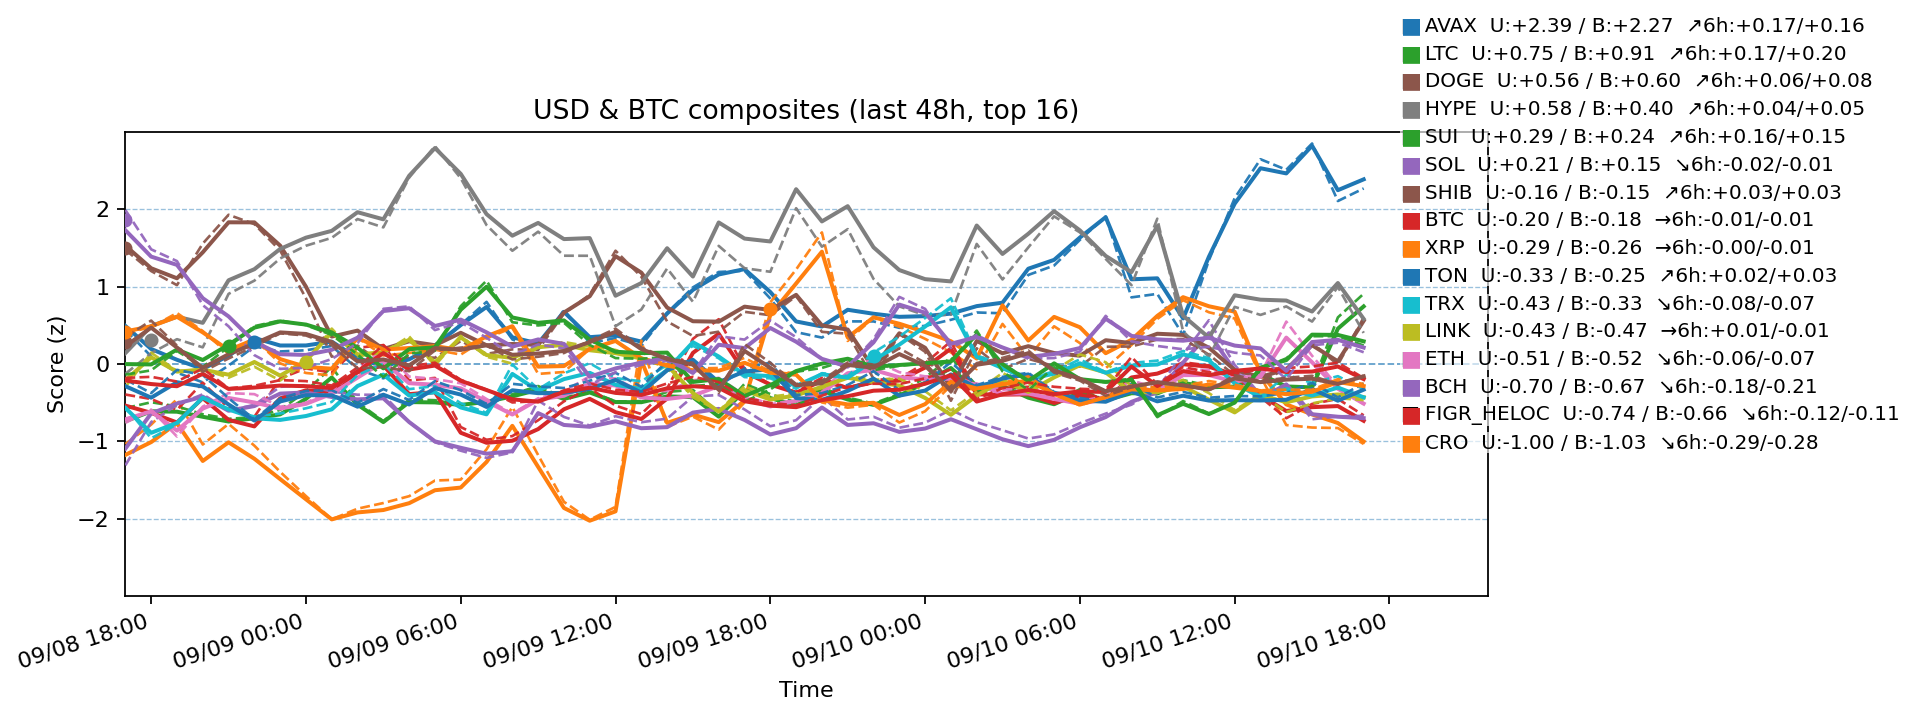 USD & BTC composites (last 48h, top 16)
AVAX U:+2.39 / B:+2.27 ↗6h:+0.17/+0.16
LTC U:+0.75 / B:+0.91 ↗6h:+0.17/+0.20
DOGE U:+0.56 / B:+0.60 ↗6h:+0.06/+0.08
HYPE U:+0.58 / B:+0.40 ↗6h:+0.04/+0.05
SUI U:+0.29 / B:+0.24 ↗6h:+0.16/+0.15
SOL U:+0.21 / B:+0.15 ↘6h:-0.02/-0.01
SHIB U:-0.16 / B:-0.15 ↗6h:+0.03/+0.03
BTC U:-0.20 / B:-0.18 →6h:-0.01/-0.01
XRP U:-0.29 / B:-0.26 →6h:-0.00/-0.01
TON U:-0.33 / B:-0.25 ↗6h:+0.02/+0.03
TRX U:-0.43 / B:-0.33 ↘6h:-0.08/-0.07
LINK U:-0.43 / B:-0.47 →6h:+0.01/-0.01
ETH U:-0.51 / B:-0.52 ↘6h:-0.06/-0.07
BCH U:-0.70 / B:-0.67 ↘6h:-0.18/-0.21
FIGR_HELOC U:-0.74 / B:-0.66 ↘6h:-0.12/-0.11
CRO U:-1.00 / B:-1.03 ↘6h:-0.29/-0.28
Score (z)
2
1
0
−1
−2
09/08 18:00
09/09 00:00
09/09 06:00
09/09 12:00
09/09 18:00
09/10 00:00
09/10 06:00
09/10 12:00
09/10 18:00
Time